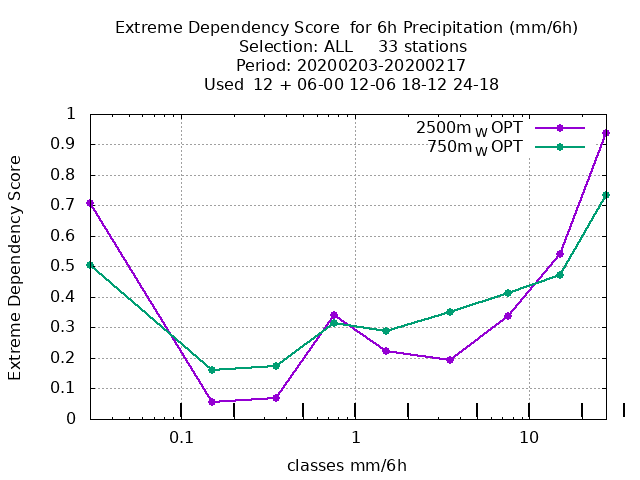 Extreme Dependency Score  for 6h Precipitation (mm/6h)
Selection: ALL     33 stations
Period: 20200203-20200217
Used  12 + 06-00 12-06 18-12 24-18
2500m W OPT
750m W OPT
Extreme Dependency Score
1
0.9
0.8
0.7
0.6
0.5
0.4
0.3
0.2
0.1
0
0.1 1 10
classes mm/6h